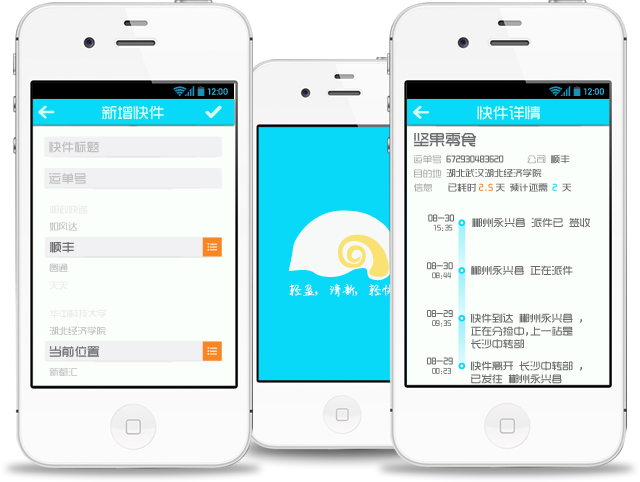 12:00
新增快件
快件标题
运单号
如风达
顺丰
圆通
天天
华中科技大学
湖北经济学院
当前位置
新都汇
轻盈，清新，轻快
12:00
快件详情
坚果零食
运单号 672930483620 公司 顺丰
目的地 湖北武汉湖北经济学院
信息 已耗时 2.5 天 预计还需 2 天
08-30
15:35
郴州永兴县 派件已 签收
08-30
08:44
郴州永兴县 正在派件
08-29
09:35
快件到达 郴州永兴县，
正在分捡中,上一站是
长沙中转部
08-29
00:23
快件离开 长沙中转部，
已发往 郴州永兴县